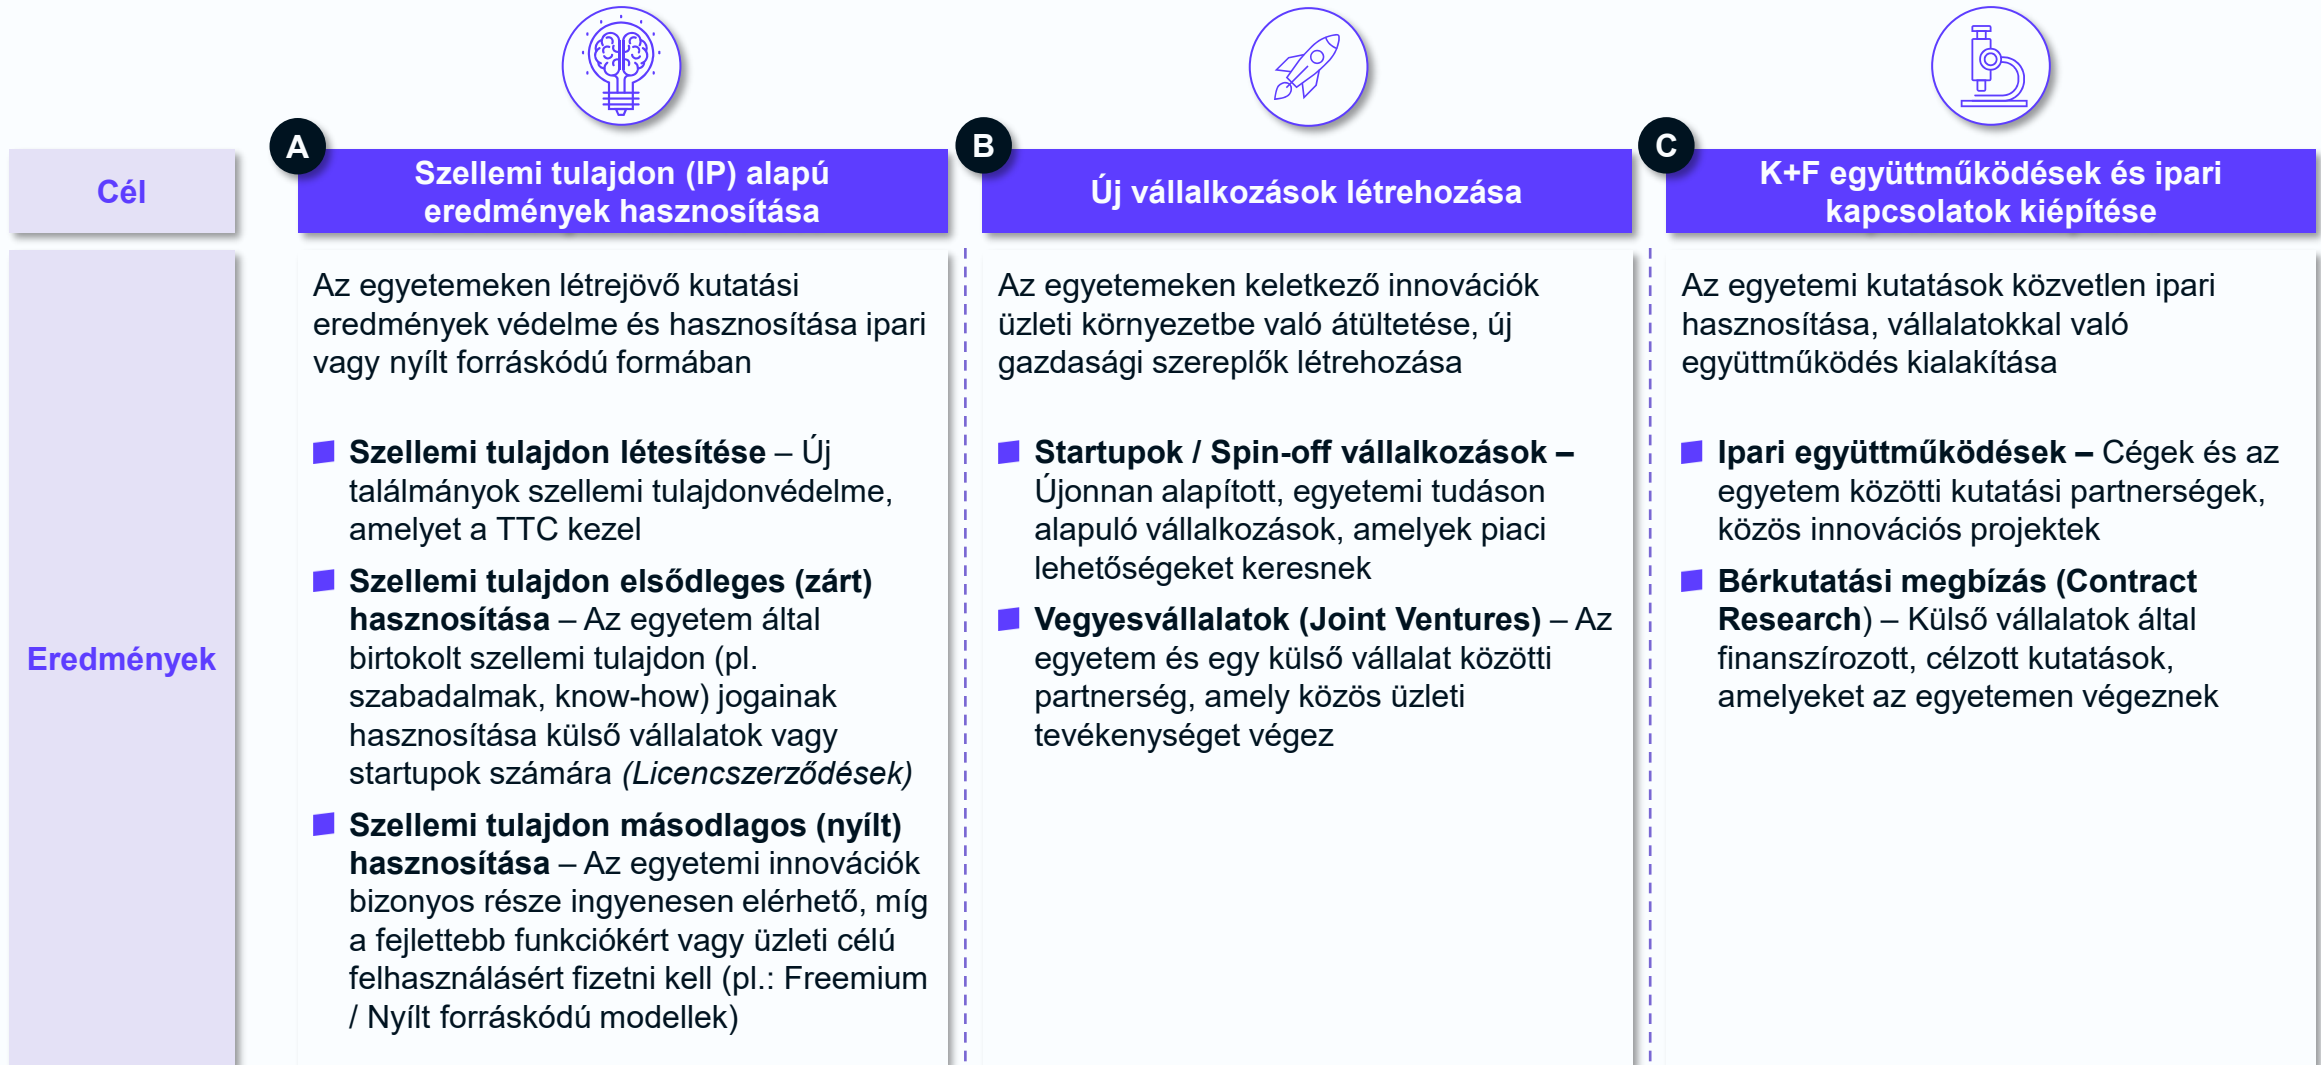 A
B
C
Cél
Szellemi tulajdon (IP) alapú
eredmények hasznosítása
Új vállalkozások létrehozása
K+F együttműködések és ipari
kapcsolatok kiépítése
Eredmények
Az egyetemeken létrejövő kutatási
eredmények védelme és hasznosítása ipari
vagy nyílt forráskódú formában
Szellemi tulajdon létesítése – Új
találmányok szellemi tulajdonvédelme,
amelyet a TTC kezel
Szellemi tulajdon elsődleges (zárt)
hasznosítása – Az egyetem által
birtokolt szellemi tulajdon (pl.
szabadalmak, know-how) jogainak
hasznosítása külső vállalatok vagy
startupok számára (Licencszerződések)
Szellemi tulajdon másodlagos (nyílt)
hasznosítása – Az egyetemi innovációk
bizonyos része ingyenesen elérhető, míg
a fejlettebb funkciókért vagy üzleti célú
felhasználásért fizetni kell (pl.: Freemium
/ Nyílt forráskódú modellek)
Az egyetemeken keletkező innovációk
üzleti környezetbe való átültetése, új
gazdasági szereplők létrehozása
Startupok / Spin-off vállalkozások –
Újonnan alapított, egyetemi tudáson
alapuló vállalkozások, amelyek piaci
lehetőségeket keresnek
Vegyesvállalatok (Joint Ventures) – Az
egyetem és egy külső vállalat közötti
partnerség, amely közös üzleti
tevékenységet végez
Az egyetemi kutatások közvetlen ipari
hasznosítása, vállalatokkal való
együttműködés kialakítása
Ipari együttműködések – Cégek és az
egyetem közötti kutatási partnerségek,
közös innovációs projektek
Bérkutatási megbízás (Contract
Research) – Külső vállalatok által
finanszírozott, célzott kutatások,
amelyeket az egyetemen végeznek